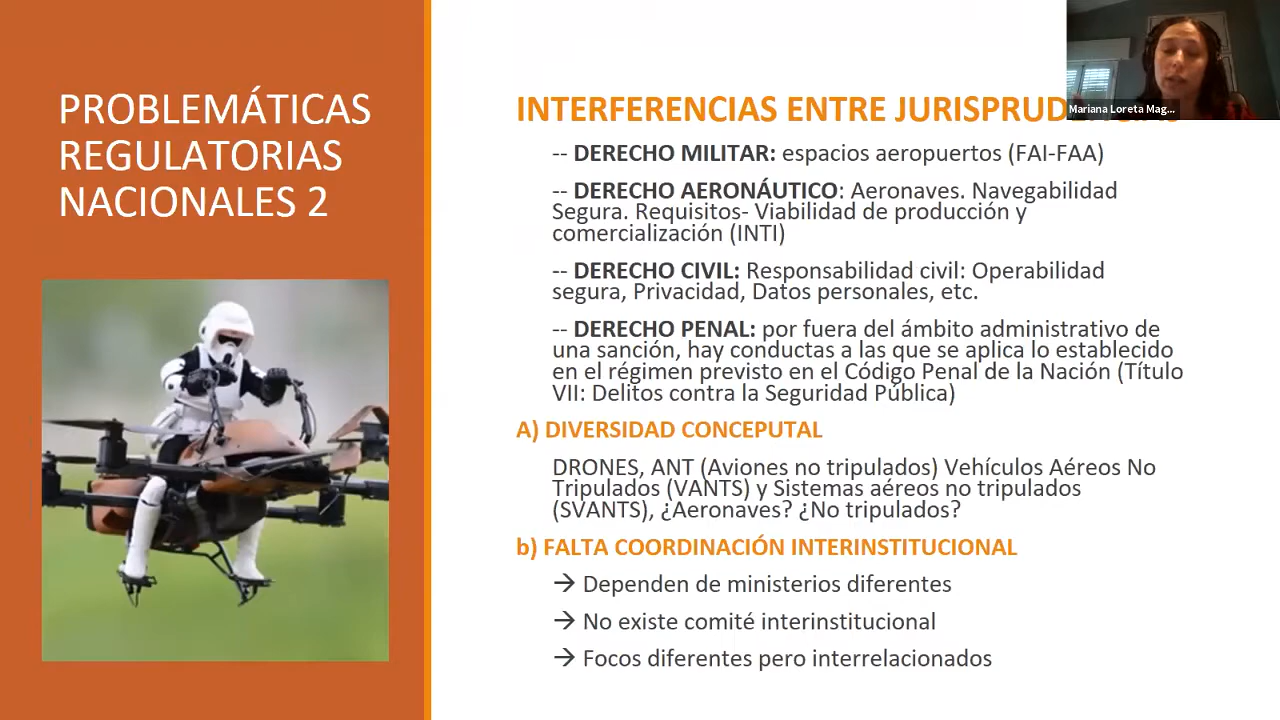 PROBLEMÁTICAS
REGULATORIAS
NACIONALES 2
INTERFERENCIAS ENTRE
Mariana Loreta Mag...
-- DERECHO MILITAR: espacios aeropuertos (FAI-FAA)
-- DERECHO AERONÁUTICO: Aeronaves. Navegabilidad
Segura. Requisitos- Viabilidad de producción y
comercialización (INTI)
-- DERECHO CIVIL: Responsabilidad civil: Operabilidad
segura, Privacidad, Datos personales, etc.
-- DERECHO PENAL: por fuera del ámbito administrativo de
una sanción, hay conductas a las que se aplica lo establecido
en el régimen previsto en el Código Penal de la Nación (Título
VII: Delitos contra la Seguridad Pública)
A) DIVERSIDAD CONCEPUTAL
DRONES, ANT (Aviones no tripulados) Vehículos Aéreos No
Tripulados (VANTS) y Sistemas aéreos no tripulados
(SVANTS), ¿Aeronaves? ¿No tripulados?
b) FALTA COORDINACIÓN INTERINSTITUCIONAL
→ Dependen de ministerios diferentes
→ No existe comité interinstitucional
→ Focos diferentes pero interrelacionados